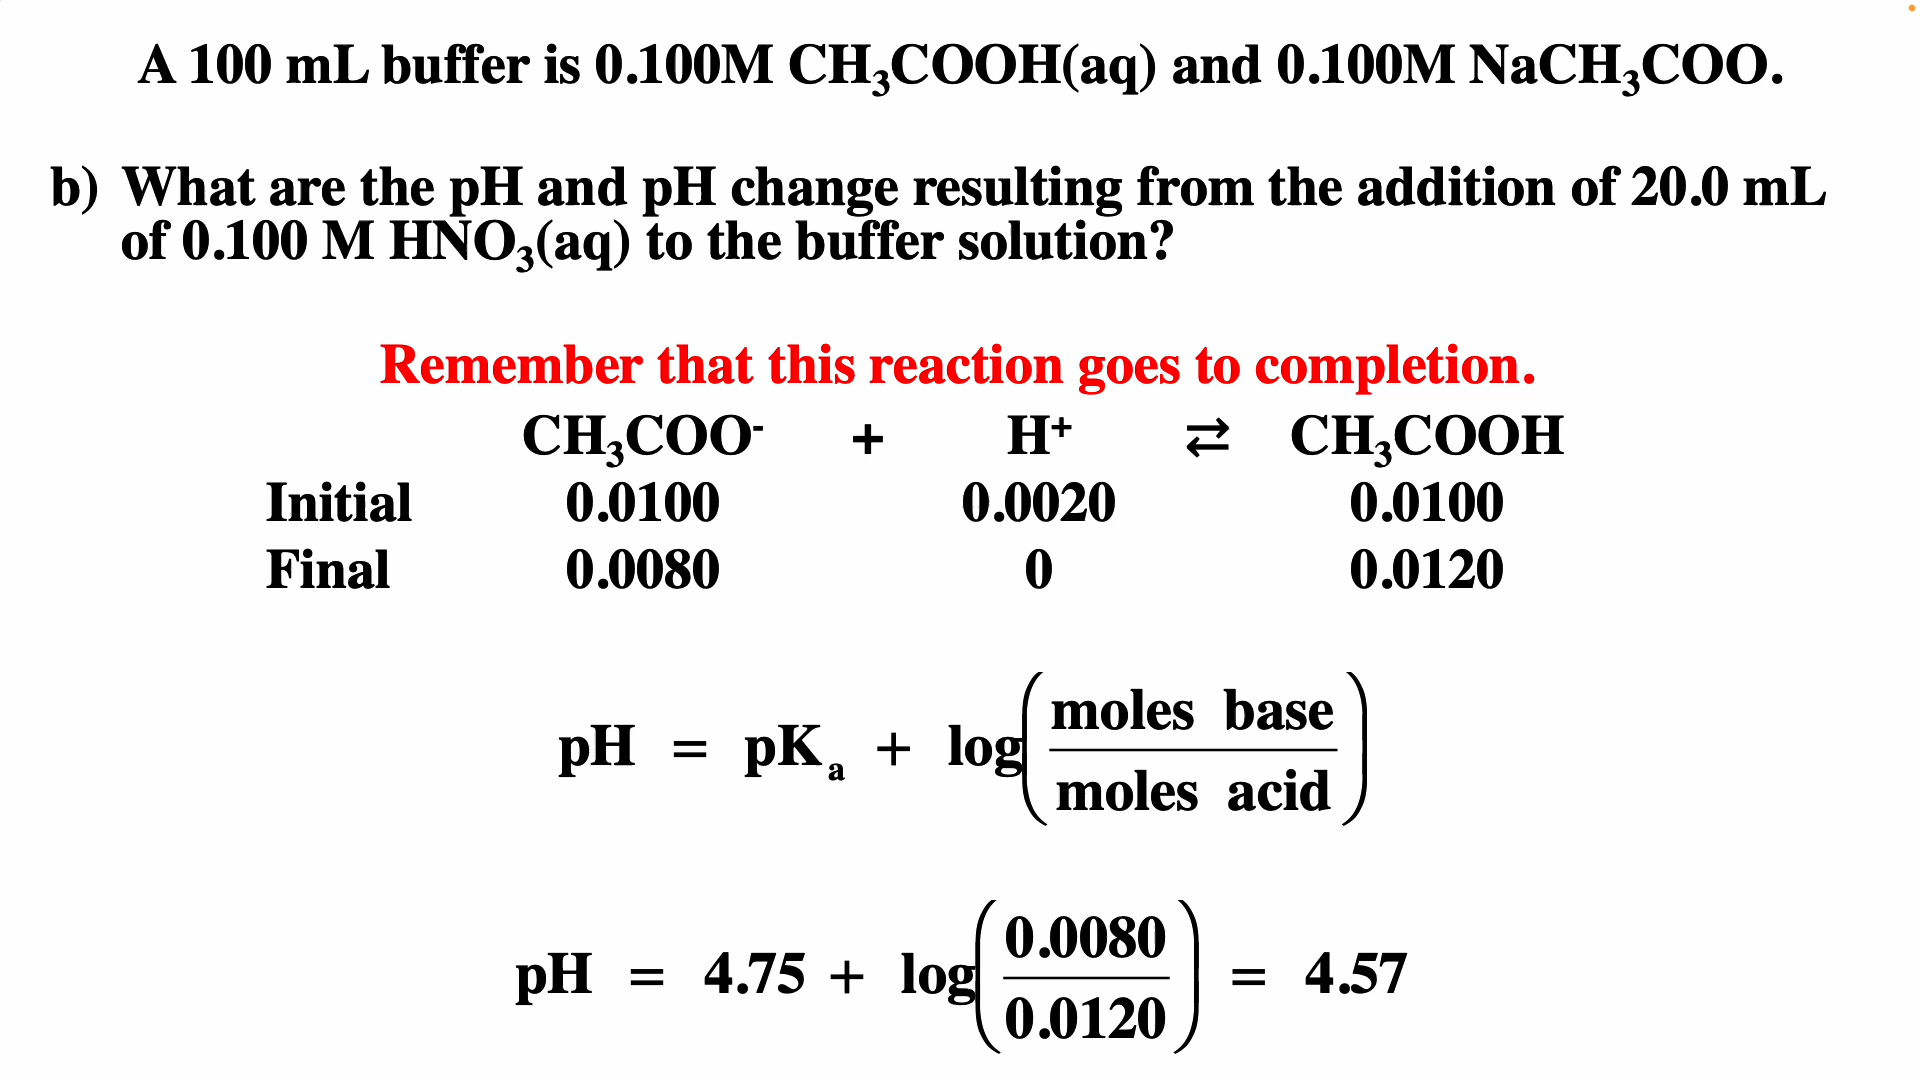 A 100 mL buffer is 0.100M CH₃COOH(aq) and 0.100M NaCH₃COO.
b) What are the pH and pH change resulting from the addition of 20.0 mL
of 0.100 M HNO₃(aq) to the buffer solution?
Remember that this reaction goes to completion.
CH₃COO⁻ + H⁺ ⇄ CH₃COOH
Initial 0.0100 0.0020 0.0100
Final 0.0080 0 0.0120
pH = pKₐ + log(moles base / moles acid)
pH = 4.75 + log(0.0080 / 0.0120) = 4.57